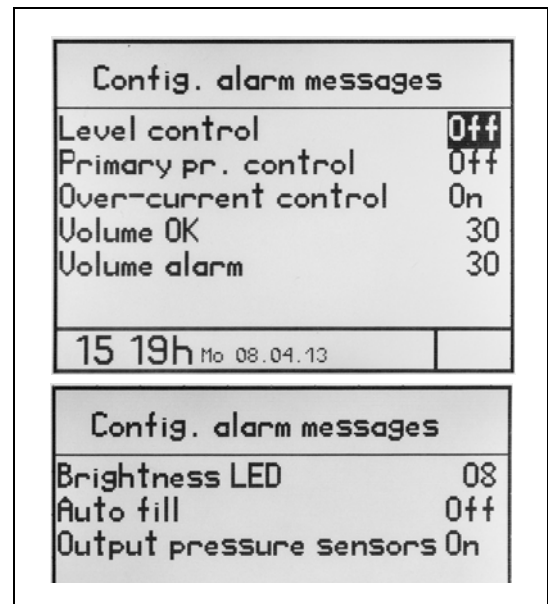 Config. alarm messages
Level control Off
Primary pr. control Off
Over-current control On
Volume OK 30
Volume alarm 30
15 19h Mo 08.04.13
Config. alarm messages
Brightness LED 08
Auto fill Off
Output pressure sensors On